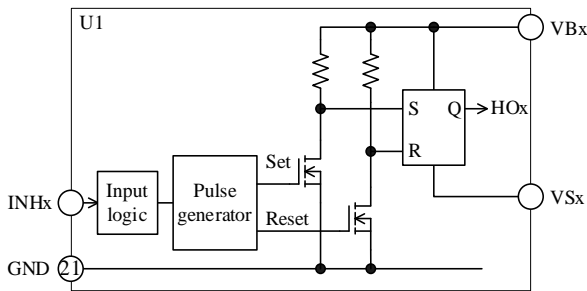 U1
VBx
S
Q
HOx
R
Set
Input
logic
Pulse
generator
INHx
VSx
Reset
GND
21